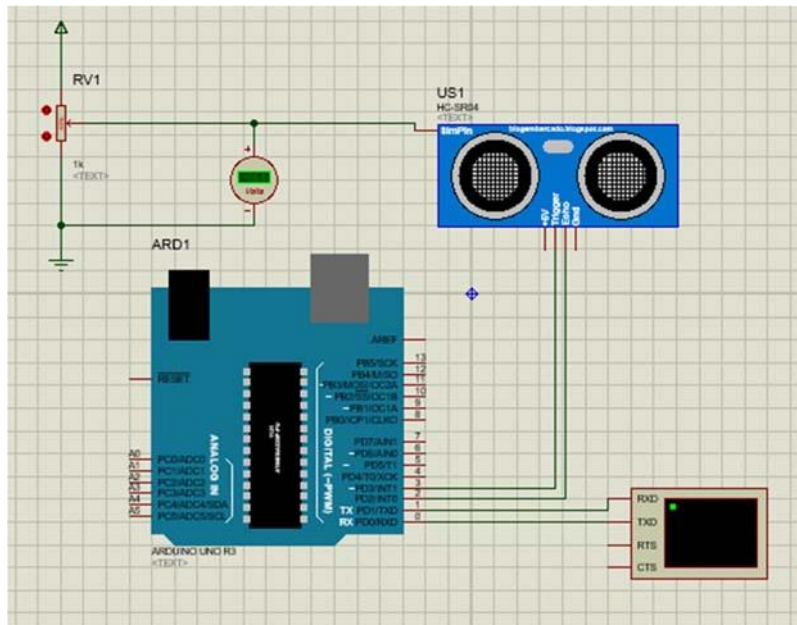 RV1
1k
<TEXT>
Volts
US1
HC-SR04
<TEXT>
SimPin
blogembarcado.blogspot.com
+5V
Trigger
Echo
Gnd
ARD1
RESET
AREF
PB5/SCK 13
PB4/MISO 12
~PB3/MOSI/OC2A 11
~PB2/SS/OC1B 10
~PB1/OC1A 9
PB0/ICP1/CLKO 8
PD7/AIN1 7
~PD6/AIN0 6
~PD5/T1 5
PD4/T0/XCK 4
~PD3/INT1 3
PD2/INT0 2
TX PD1/TXD 1
RX PD0/RXD 0
DIGITAL (~PWM)
ANALOG IN
A0 PC0/ADC0
A1 PC1/ADC1
A2 PC2/ADC2
A3 PC3/ADC3
A4 PC4/ADC4/SDA
A5 PC5/ADC5/SCL
ARDUINO UNO R3
<TEXT>
RXD
TXD
RTS
CTS